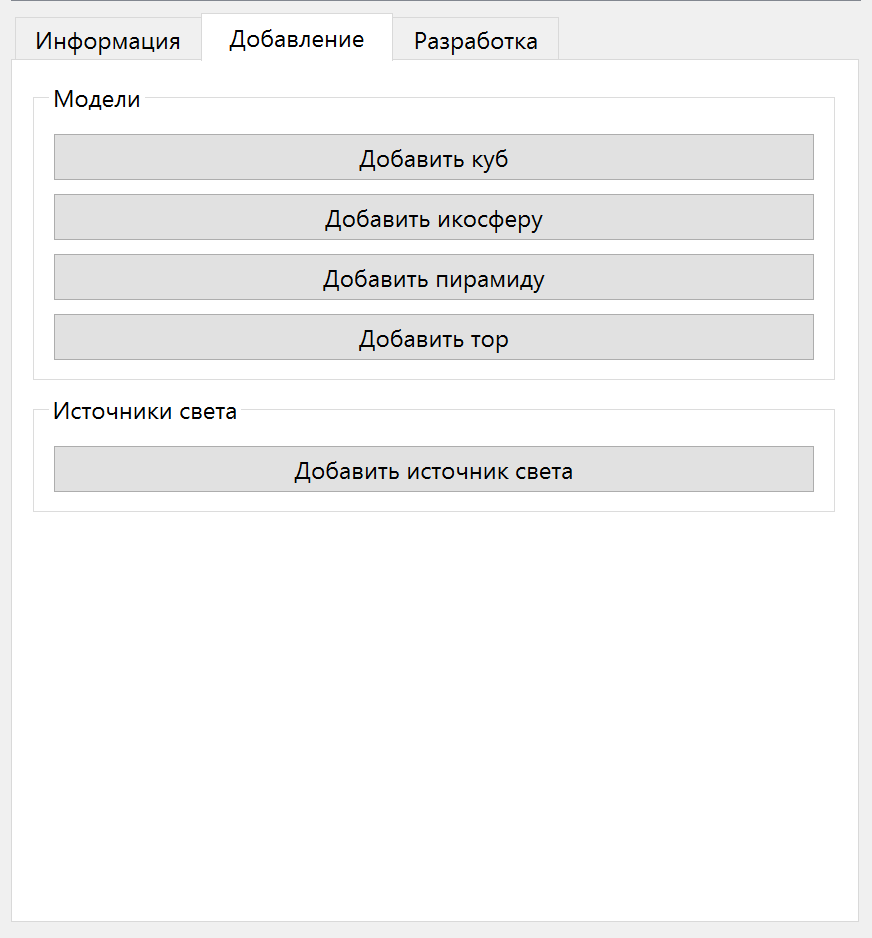 Информация Добавление Разработка
Модели
Добавить куб
Добавить икосферу
Добавить пирамиду
Добавить тор
Источники света
Добавить источник света